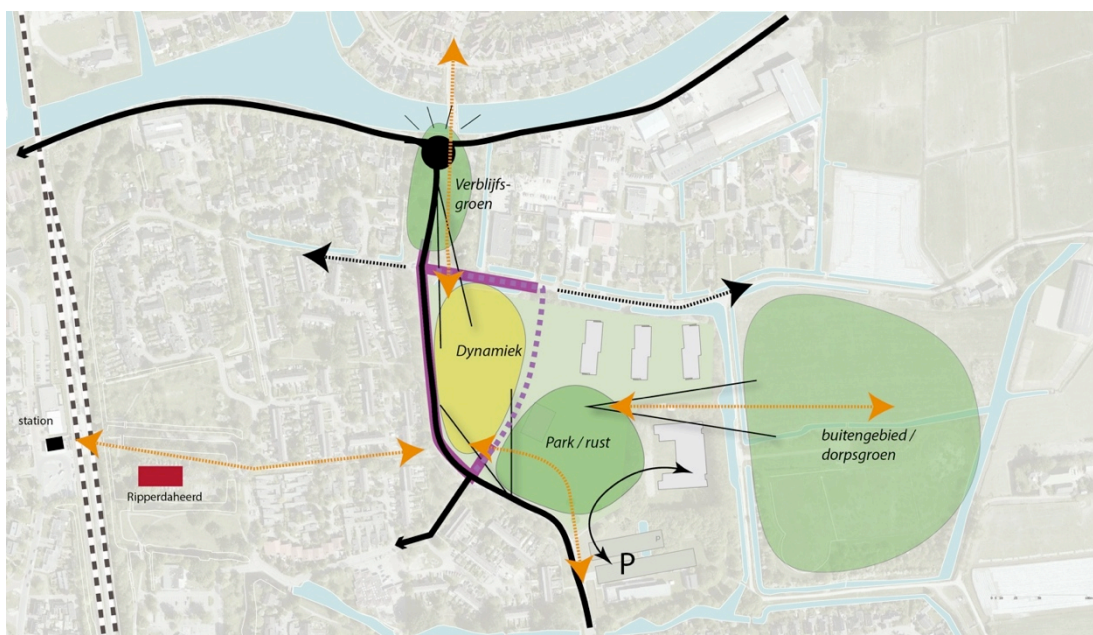 Verblijfs-
groen
Dynamiek
station
Park / rust
buitengebied /
dorpsgroen
Ripperdaheerd
P
P